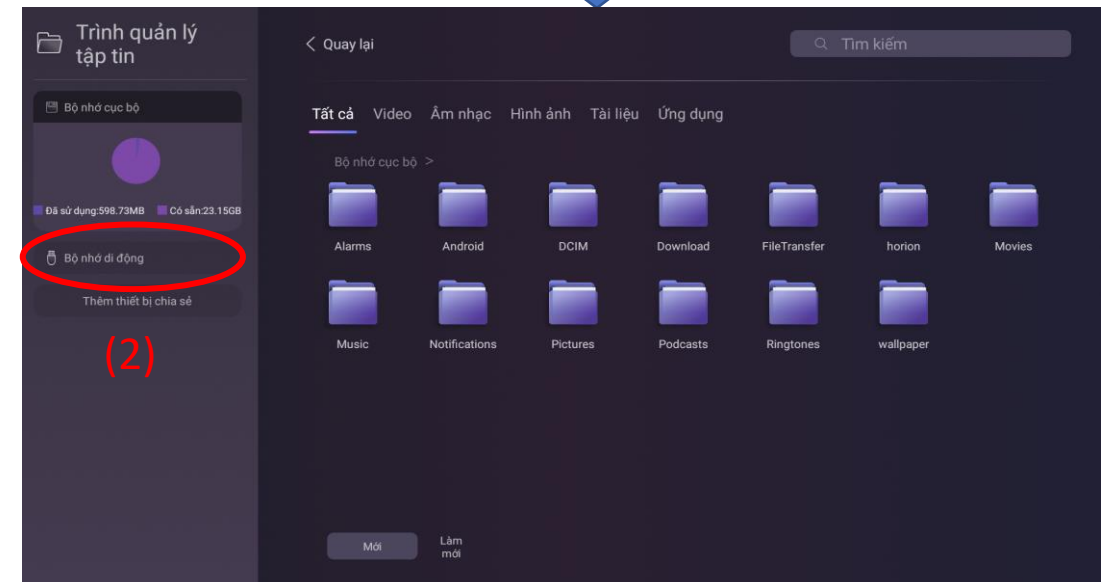 Trình quản lý
tập tin
Quay lại
Tìm kiếm
Bộ nhớ cục bộ
Đã sử dụng:598.73MB Có sẵn:23.15GB
Bộ nhớ di động
Thêm thiết bị chia sẻ
(2)
Tất cả Video Âm nhạc Hình ảnh Tài liệu Ứng dụng
Bộ nhớ cục bộ >
Alarms Android DCIM Download FileTransfer horion Movies
Music Notifications Pictures Podcasts Ringtones wallpaper
Mới
Làm
mới